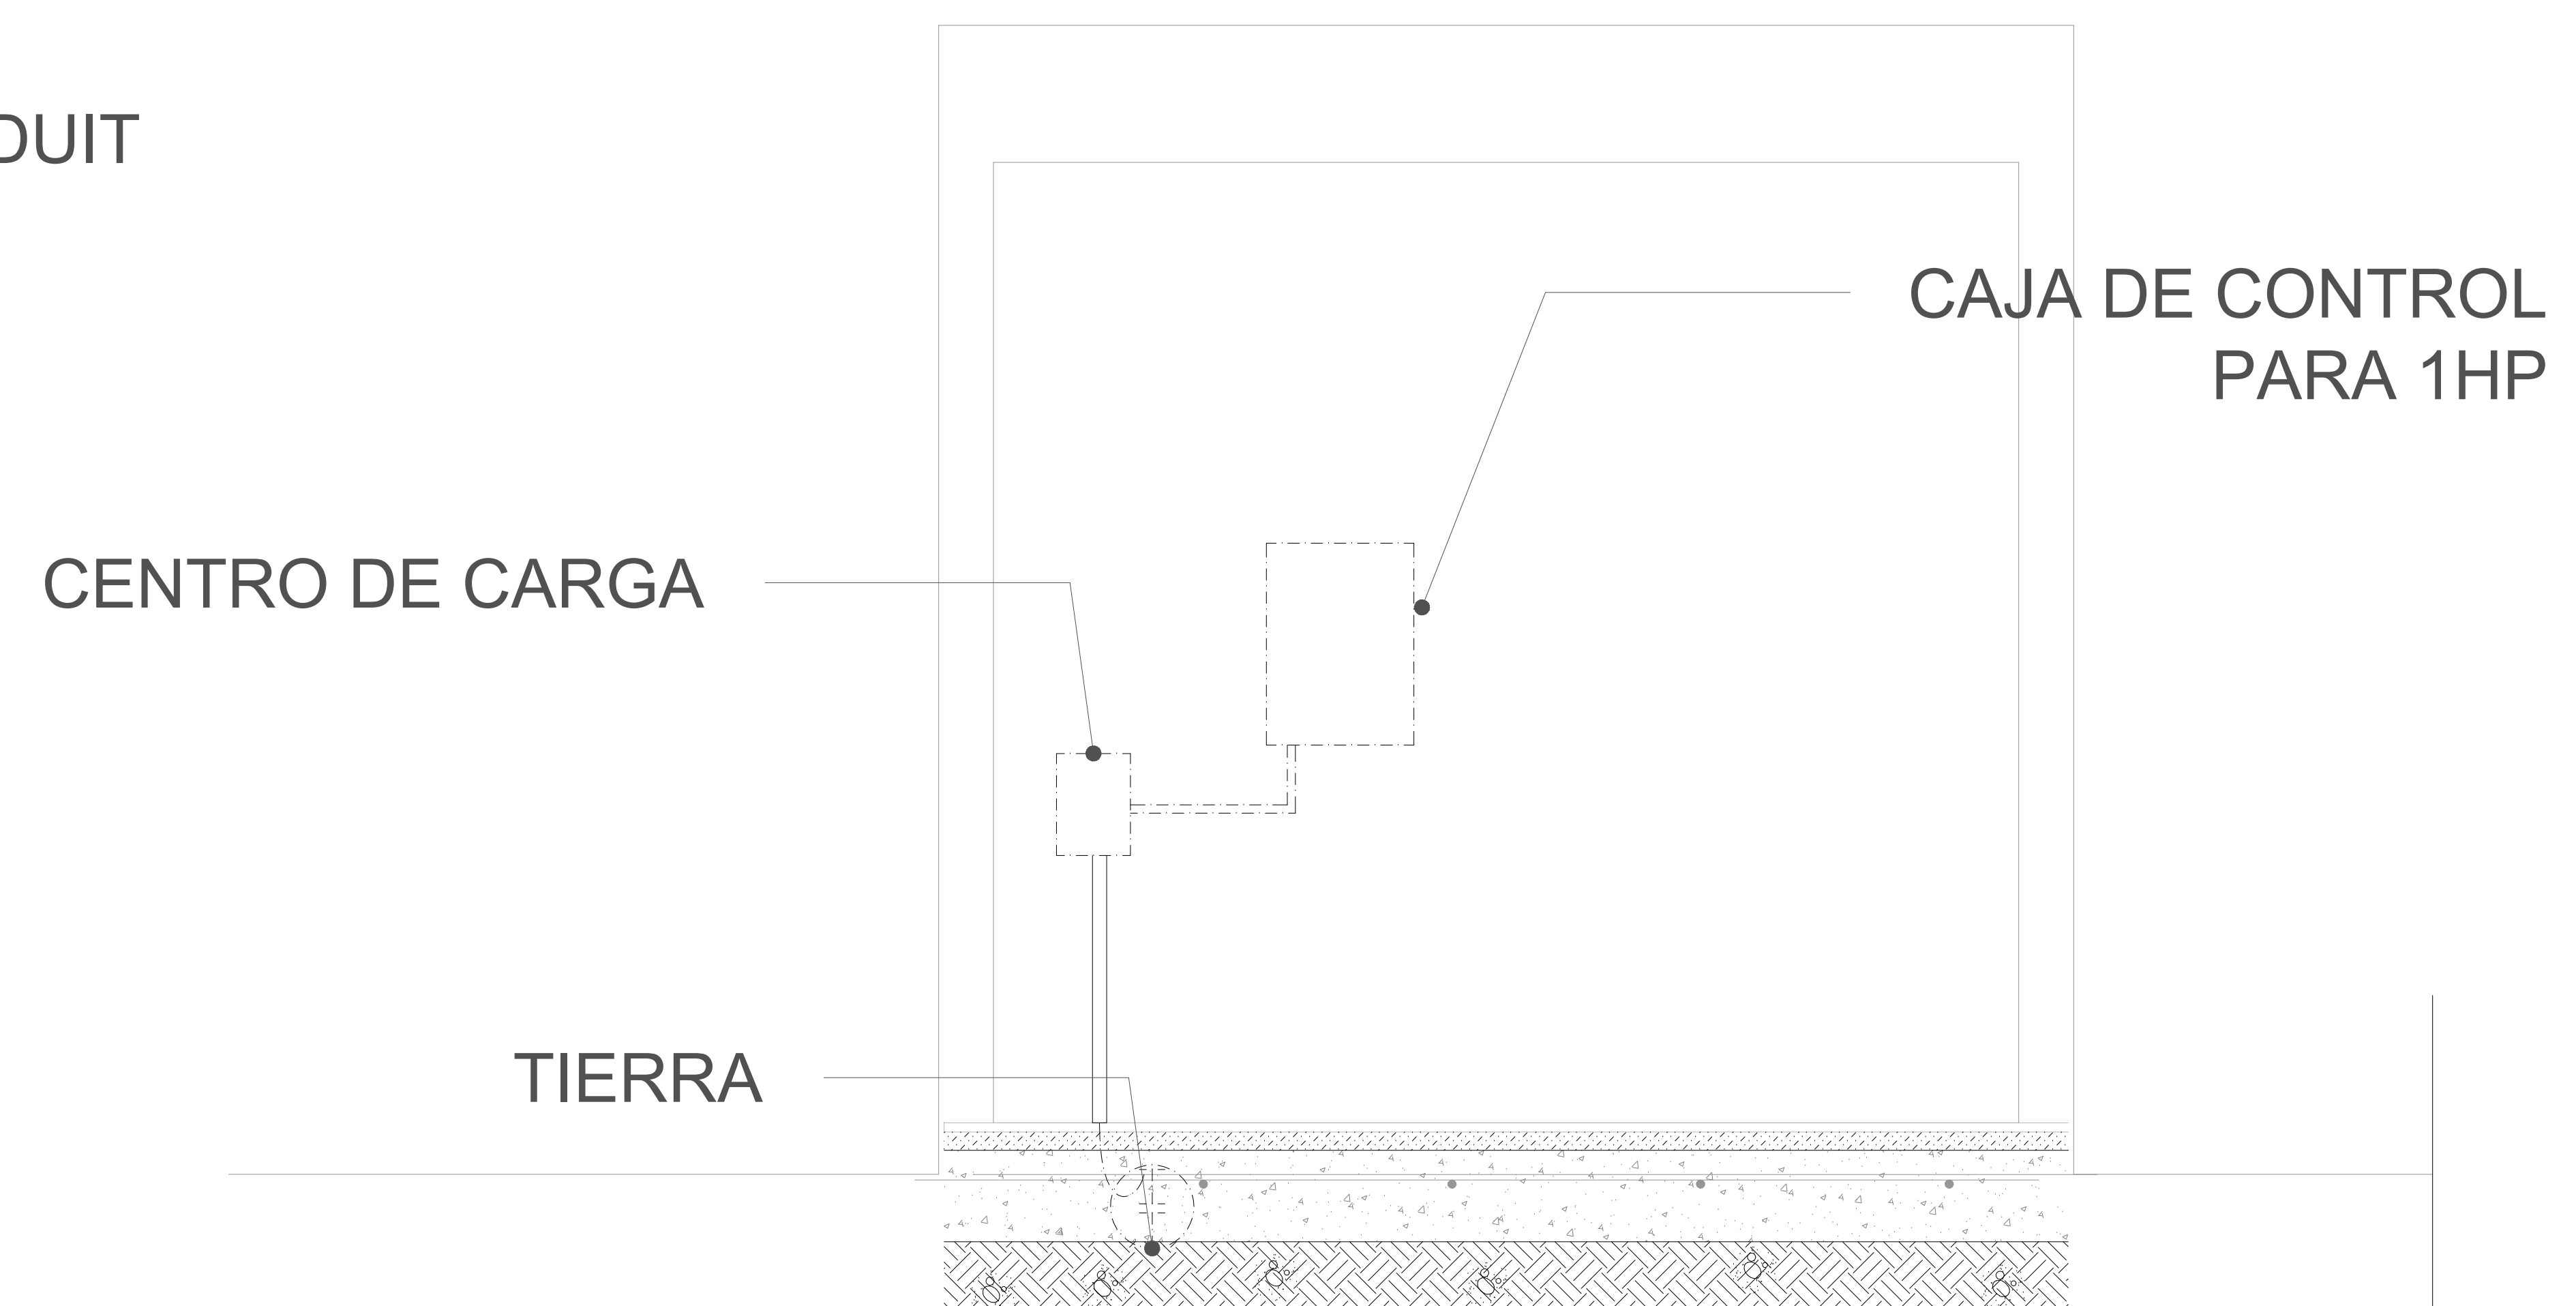 DUIT
CAJA DE CONTROL
PARA 1HP
CENTRO DE CARGA
TIERRA